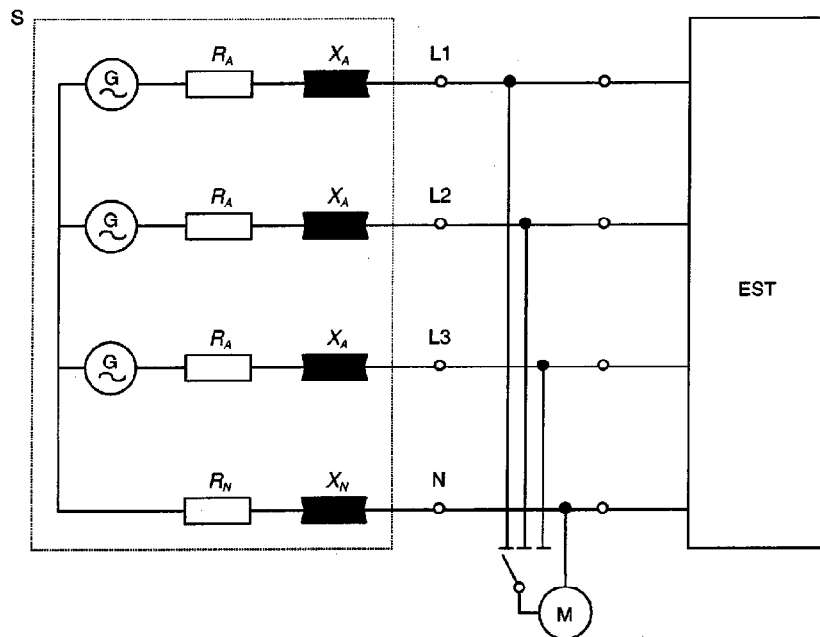 S
G R_A X_A L1
G R_A X_A L2
EST
G R_A X_A L3
R_N X_N N
M